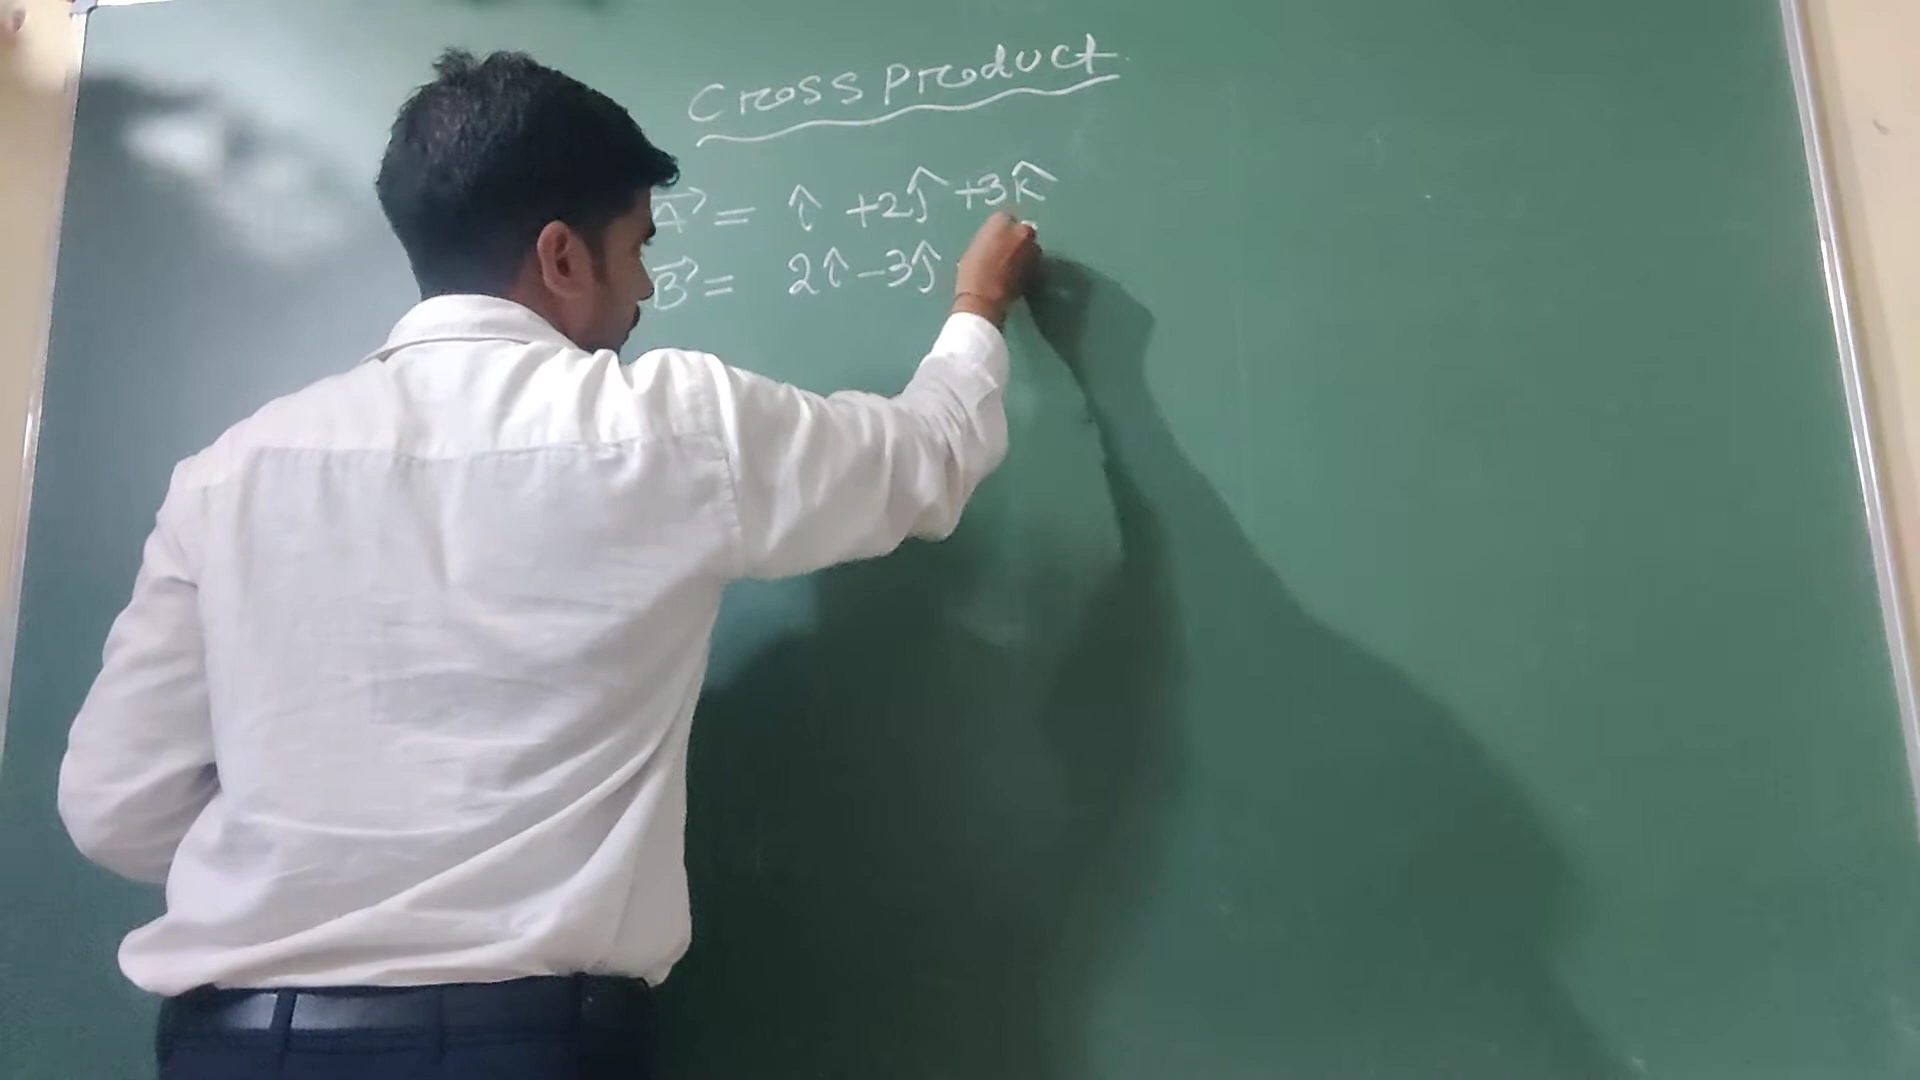 Cross Product
A⃗ = î + 2ĵ + 3k̂
B⃗ = 2î - 3ĵ